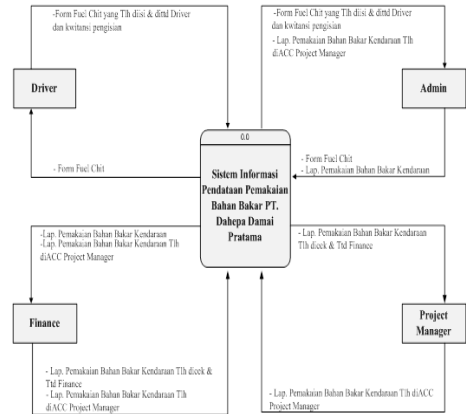 -Form Fuel Chit yang Tlh diisi & dittd Driver
dan kwitansi pengisian
-Form Fuel Chit yang Tlh diisi & dittd Driver
dan kwitansi pengisian
- Lap. Pemakaian Bahan Bakar Kendaraan Tlh
diACC Project Manager
Driver
Admin
0.0
Sistem Informasi
Pendataan Pemakaian
Bahan Bakar PT.
Dahepa Damai
Pratama
- Form Fuel Chit
- Form Fuel Chit
- Lap. Pemakaian Bahan Bakar Kendaraan
-Lap. Pemakaian Bahan Bakar Kendaraan
-Lap. Pemakaian Bahan Bakar Kendaraan Tlh
diACC Project Manager
- Lap. Pemakaian Bahan Bakar Kendaraan
Tlh dicek & Ttd Finance
Finance
Project
Manager
- Lap. Pemakaian Bahan Bakar Kendaraan Tlh dicek &
Ttd Finance
- Lap. Pemakaian Bahan Bakar Kendaraan Tlh
diACC Project Manager
- Lap. Pemakaian Bahan Bakar Kendaraan Tlh diACC
Project Manager